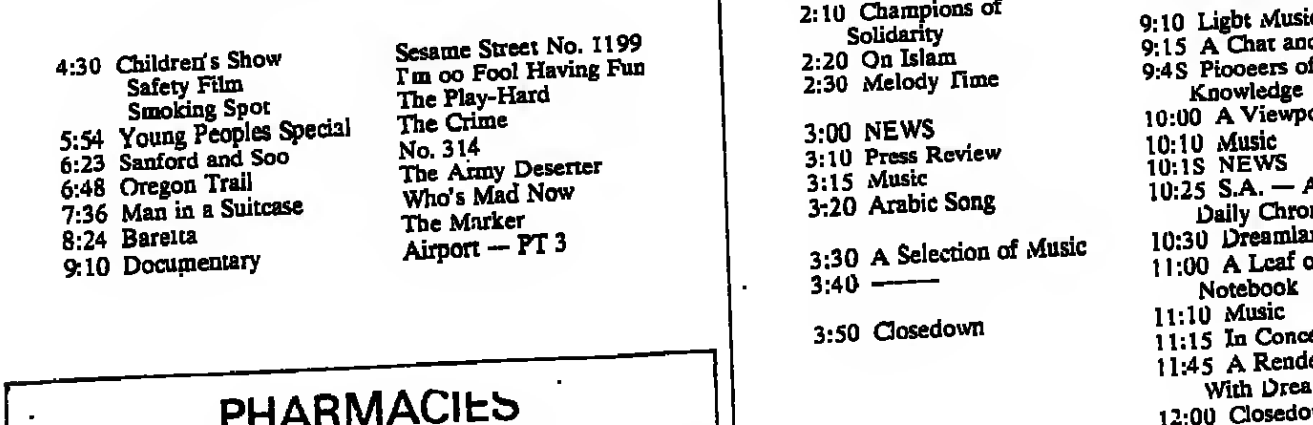 4:30 Children's Show
Safety Film
Smoking Spot
5:54 Young Peoples Special
6:23 Sanford and Soo
6:48 Oregon Trail
7:36 Man in a Suitcase
8:24 Baretta
9:10 Documentary
Sesame Street No. 1199
I'm oo Fool Having Fun
The Play-Hard
The Crime
No. 314
The Army Deserter
Who's Mad Now
The Marker
Airport — PT 3
PHARMACIES
2:10 Champions of
Solidarity
2:20 On Islam
2:30 Melody Time
3:00 NEWS
3:10 Press Review
3:15 Music
3:20 Arabic Song
3:30 A Selection of Music
3:40 ———
3:50 Closedown
9:10 Light Music
9:15 A Chat and
9:4S Piooeers of
Knowledge
10:00 A Viewpo
10:10 Music
10:1S NEWS
10:25 S.A. — A
Daily Chron
10:30 Dreamlan
11:00 A Leaf o
Notebook
11:10 Music
11:15 In Conce
11:45 A Rende
With Drea
12:00 Closedo